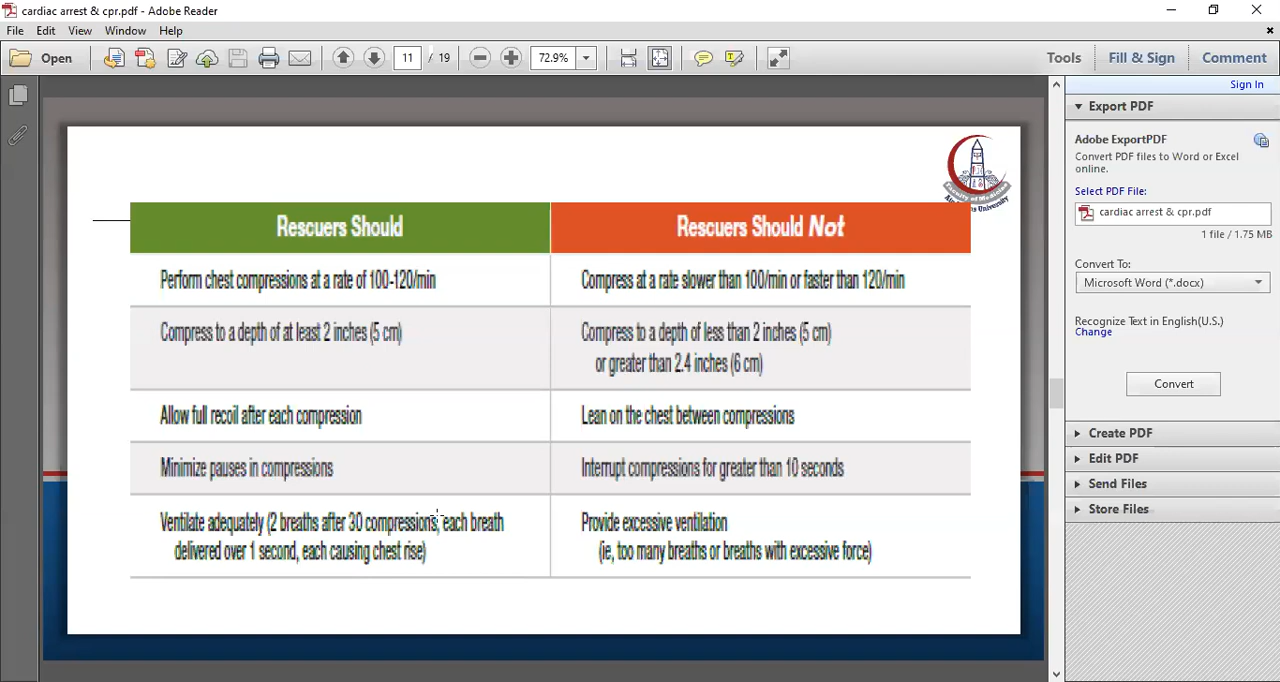 cardiac arrest & cpr.pdf - Adobe Reader
File Edit View Window Help
Open 11 / 19 72.9% Tools Fill & Sign Comment
Sign In
Export PDF
Adobe ExportPDF
Convert PDF files to Word or Excel
online.
Select PDF File:
cardiac arrest & cpr.pdf
1 file / 1.75 MB
Convert To:
Microsoft Word (*.docx)
Recognize Text in English(U.S.)
Change
Convert
Create PDF
Edit PDF
Send Files
Store Files
Faculty of Medicine
Ain Shams University
Rescuers Should
Rescuers Should Not
Perform chest compressions at a rate of 100-120/min
Compress at a rate slower than 100/min or faster than 120/min
Compress to a depth of at least 2 inches (5 cm)
Compress to a depth of less than 2 inches (5 cm)
or greater than 2.4 inches (6 cm)
Allow full recoil after each compression
Lean on the chest between compressions
Minimize pauses in compressions
Interrupt compressions for greater than 10 seconds
Ventilate adequately (2 breaths after 30 compressions, each breath
delivered over 1 second, each causing chest rise)
Provide excessive ventilation
(ie, too many breaths or breaths with excessive force)